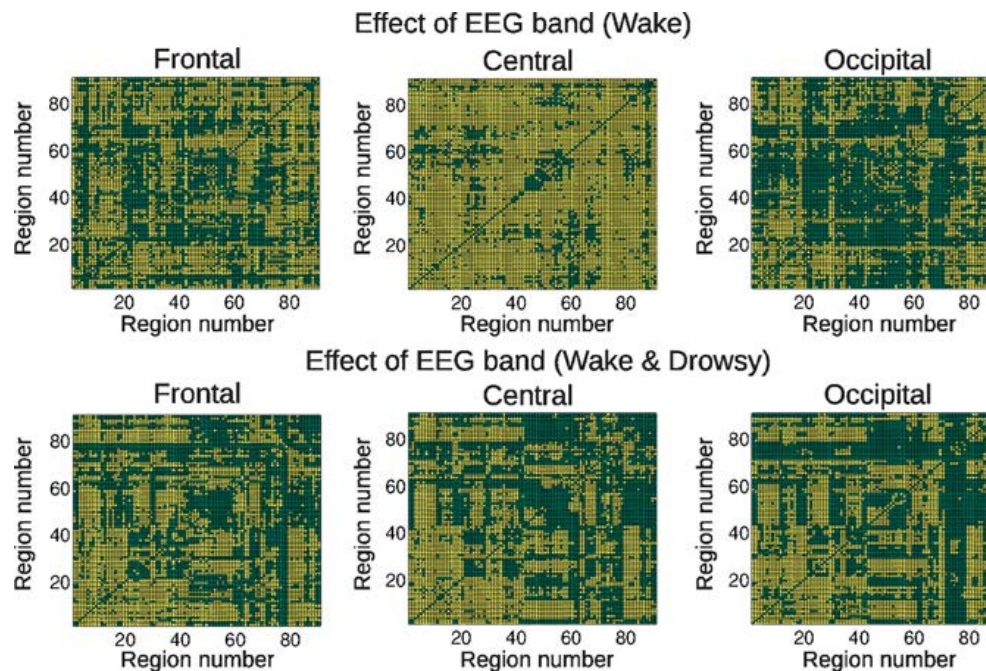 Effect of EEG band (Wake)
Frontal
Central
Occipital
Region number
80
60
40
20
20 40 60 80
Region number
Region number
80
60
40
20
20 40 60 80
Region number
Region number
80
60
40
20
20 40 60 80
Region number
Effect of EEG band (Wake & Drowsy)
Frontal
Central
Occipital
Region number
80
60
40
20
20 40 60 80
Region number
Region number
80
60
40
20
20 40 60 80
Region number
Region number
80
60
40
20
20 40 60 80
Region number